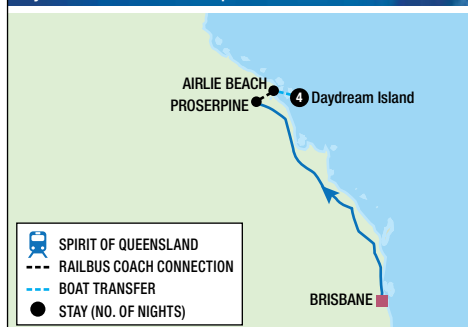 AIRLIE BEACH
4 Daydream Island
PROSERPINE
SPIRIT OF QUEENSLAND
RAILBUS COACH CONNECTION
BOAT TRANSFER
STAY (NO. OF NIGHTS)
BRISBANE